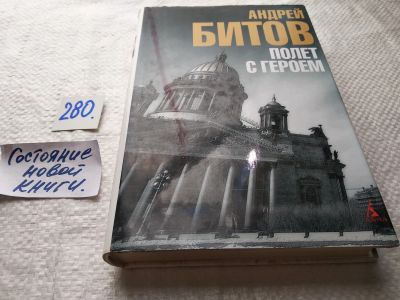 АНДРЕЙ
БИТОВ
ПОЛЕТ
С ГЕРОЕМ
280.
Состояние
новой
книги.